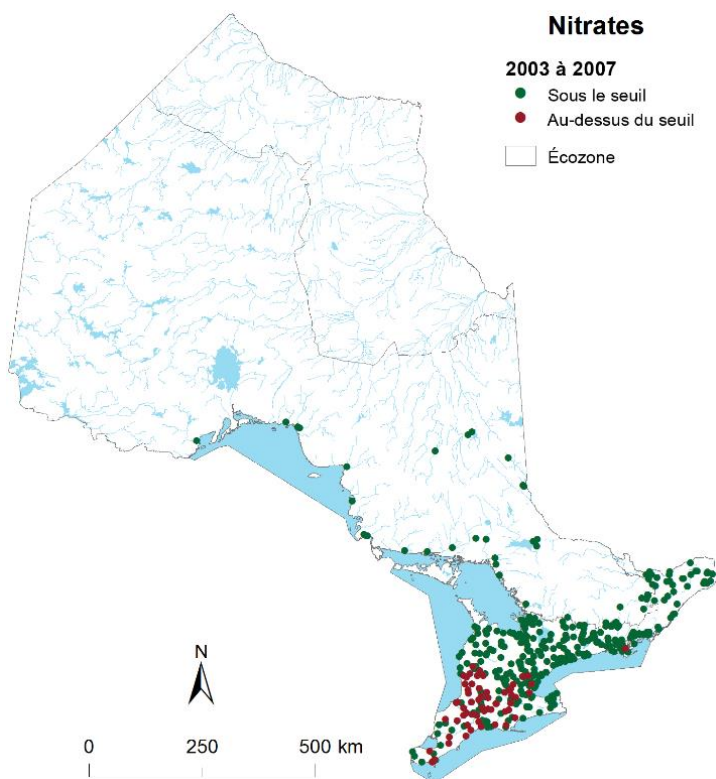 Nitrates
2003 à 2007
Sous le seuil
Au-dessus du seuil
Écozone
N
0 250 500 km